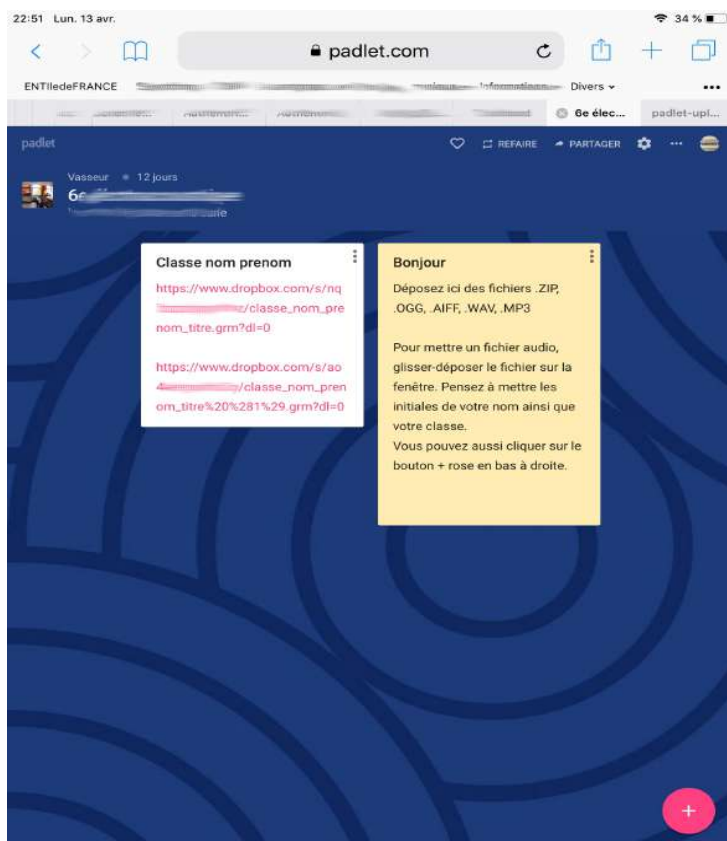 22:51 Lun. 13 avr.
34 %
padlet.com
ENTIledeFRANCE
Divers
6e élec...
padlet-upl...
padlet
REFAIRE
PARTAGER
Vasseur
12 jours
6e
Classe nom prenom
https://www.dropbox.com/s/nq
/classe_nom_pre
nom_titre.grm?dl=0
https://www.dropbox.com/s/ao
/classe_nom_pren
om_titre%20%281%29.grm?dl=0
Bonjour
Déposez ici des fichiers .ZIP,
.OGG, .AIFF, .WAV, .MP3
Pour mettre un fichier audio,
glisser-déposer le fichier sur la
fenêtre. Pensez à mettre les
initiales de votre nom ainsi que
votre classe.
Vous pouvez aussi cliquer sur le
bouton + rose en bas à droite.